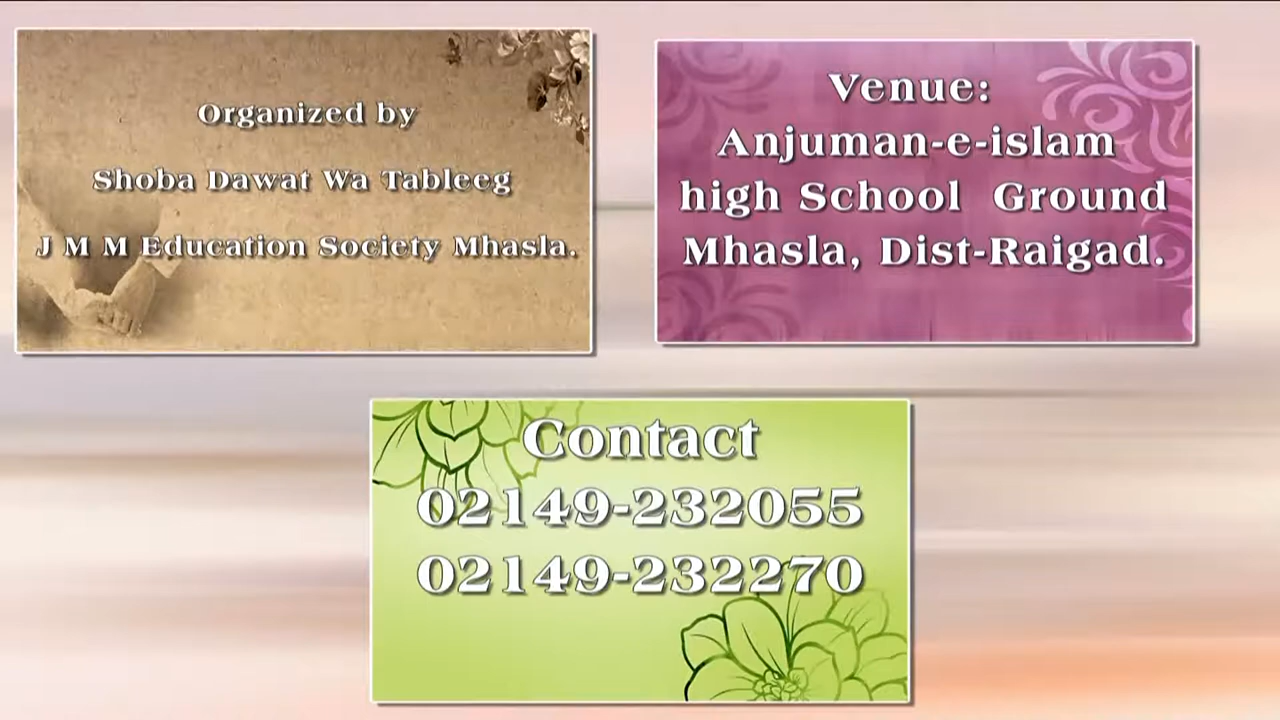 Organized by
Shoba Dawat Wa Tableeg
J M M Education Society Mhasla.
Venue:
Anjuman-e-islam
high School Ground
Mhasla, Dist-Raigad.
Contact
02149-232055
02149-232270